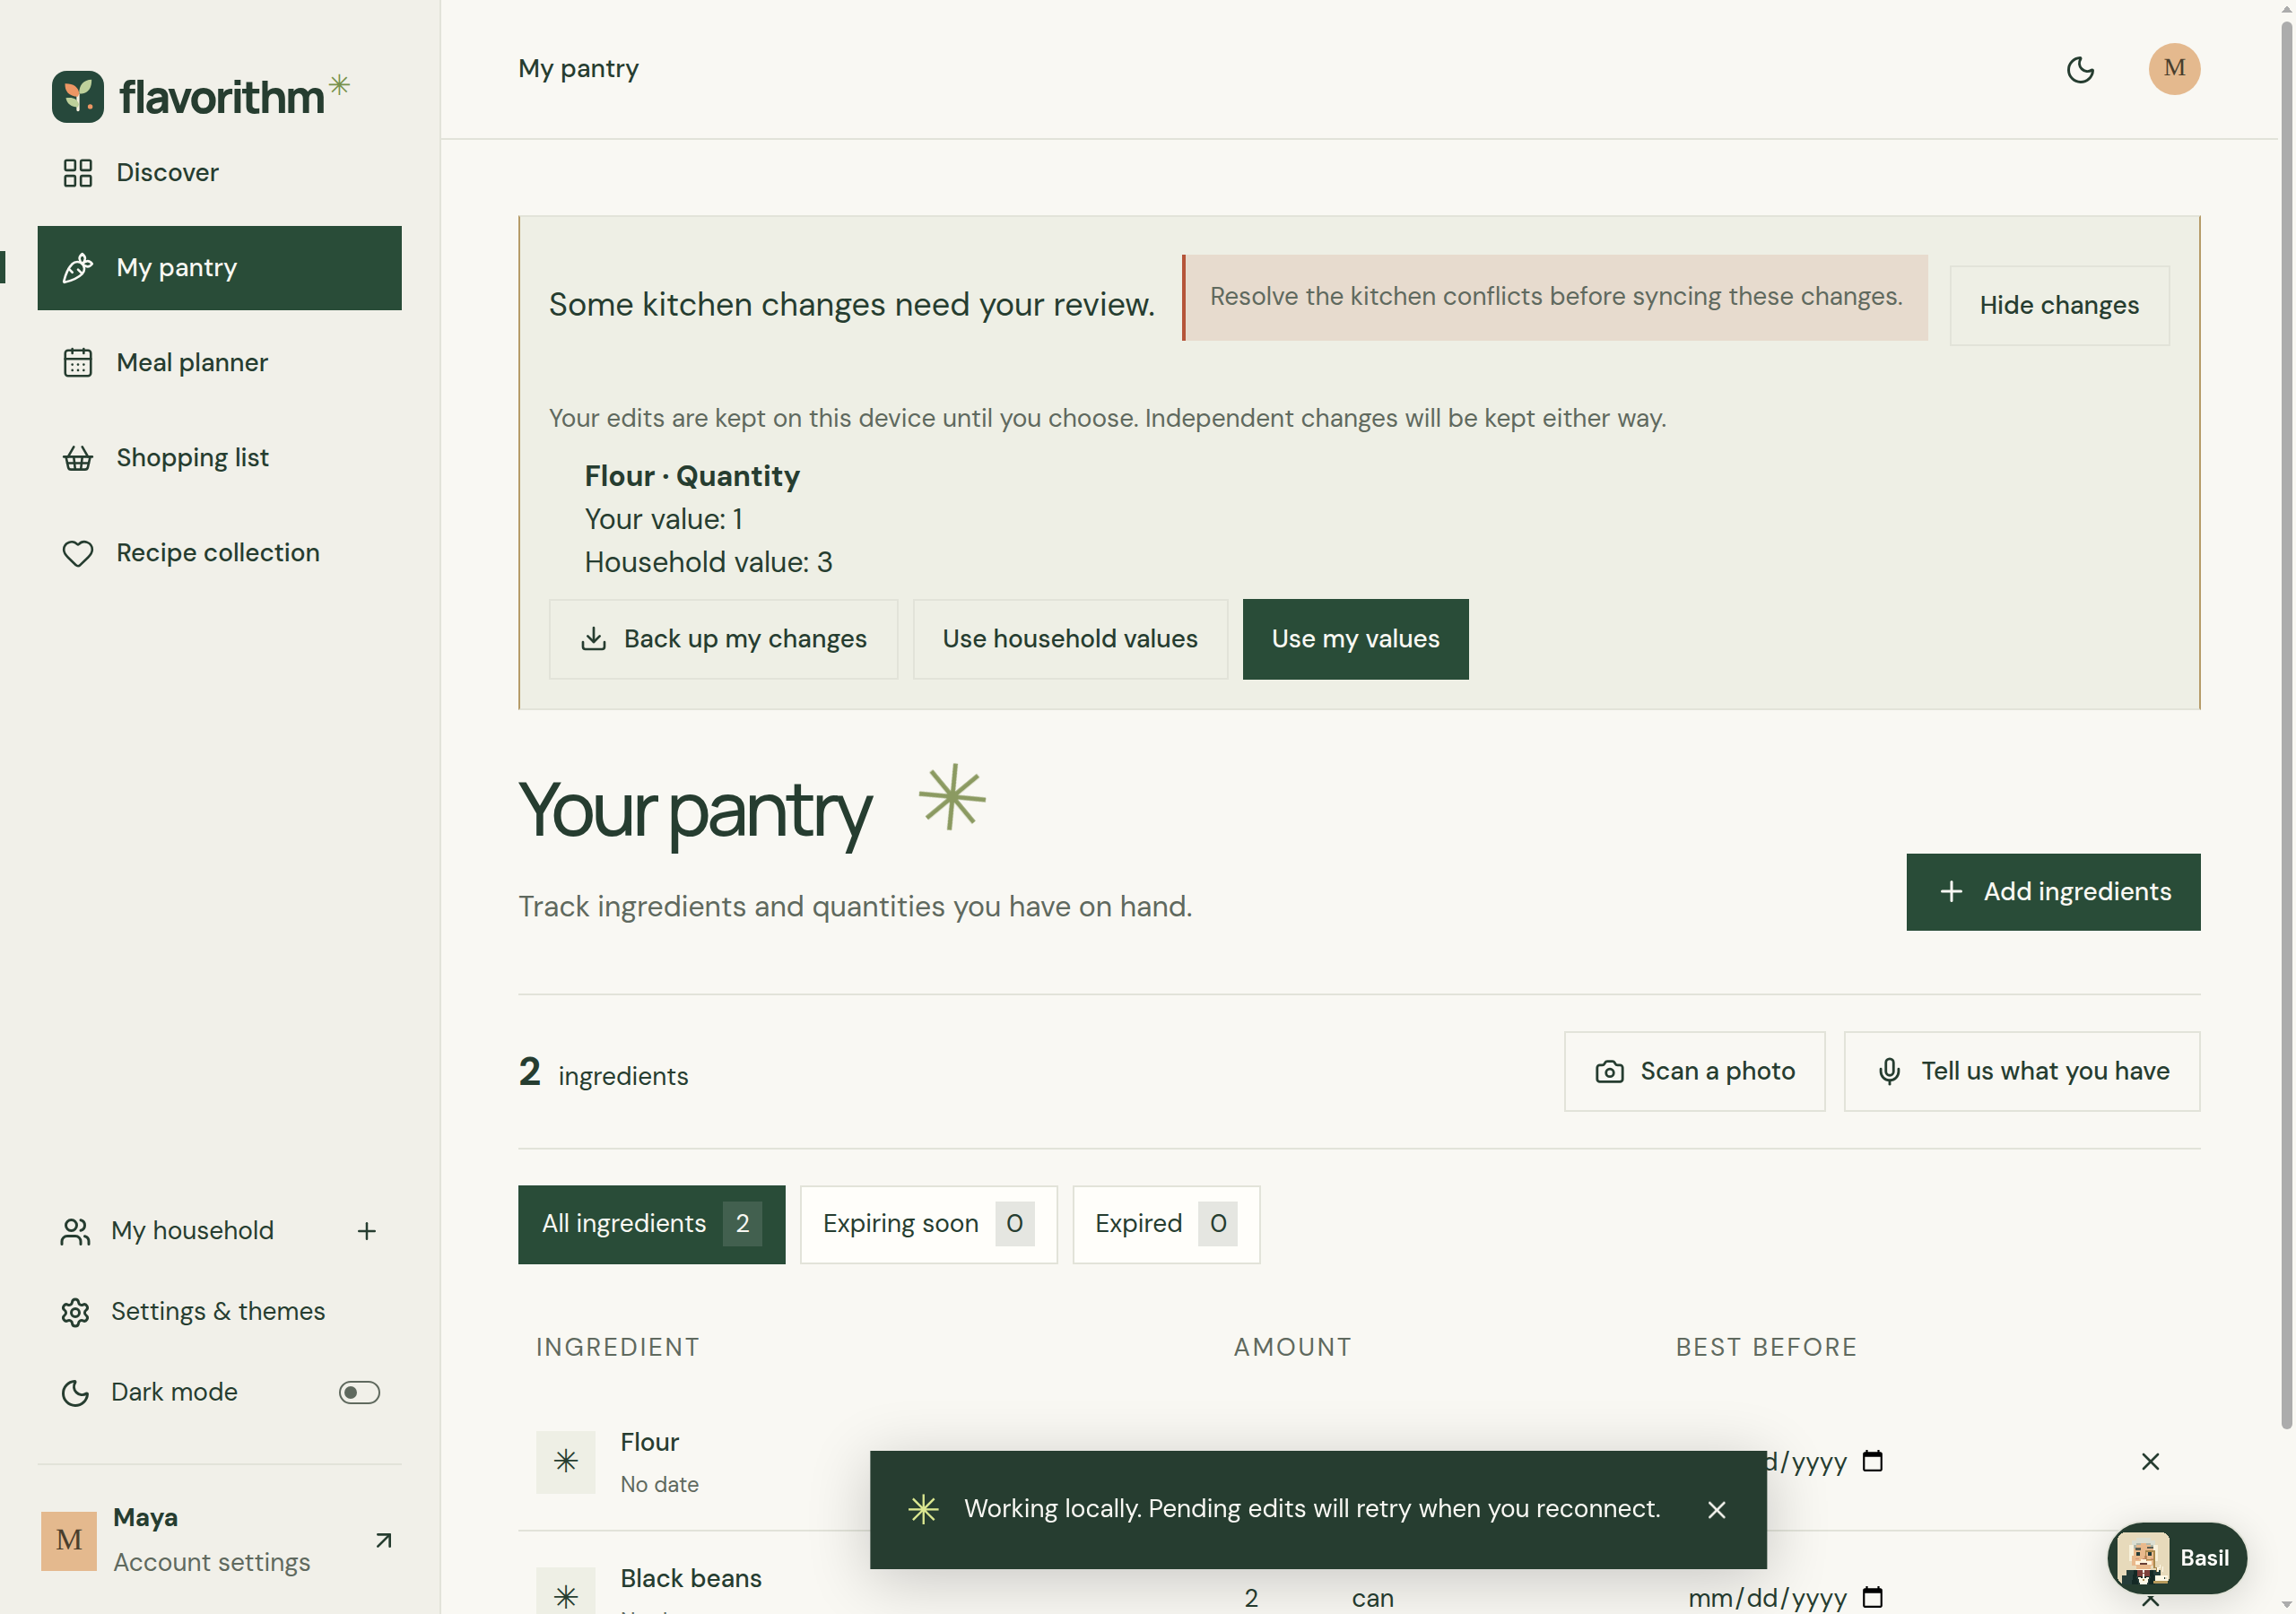 flavorithm
Discover
My pantry
Meal planner
Shopping list
Recipe collection
My household
Settings & themes
Dark mode
M
Maya
Account settings
My pantry
M
Some kitchen changes need your review.
Resolve the kitchen conflicts before syncing these changes.
Hide changes
Your edits are kept on this device until you choose. Independent changes will be kept either way.
Flour · Quantity
Your value: 1
Household value: 3
Back up my changes
Use household values
Use my values
Your pantry
Track ingredients and quantities you have on hand.
Add ingredients
2 ingredients
Scan a photo
Tell us what you have
All ingredients 2
Expiring soon 0
Expired 0
INGREDIENT AMOUNT BEST BEFORE
Flour
No date
d/yyyy
Working locally. Pending edits will retry when you reconnect.
Black beans
2 can mm/dd/yyyy
Basil